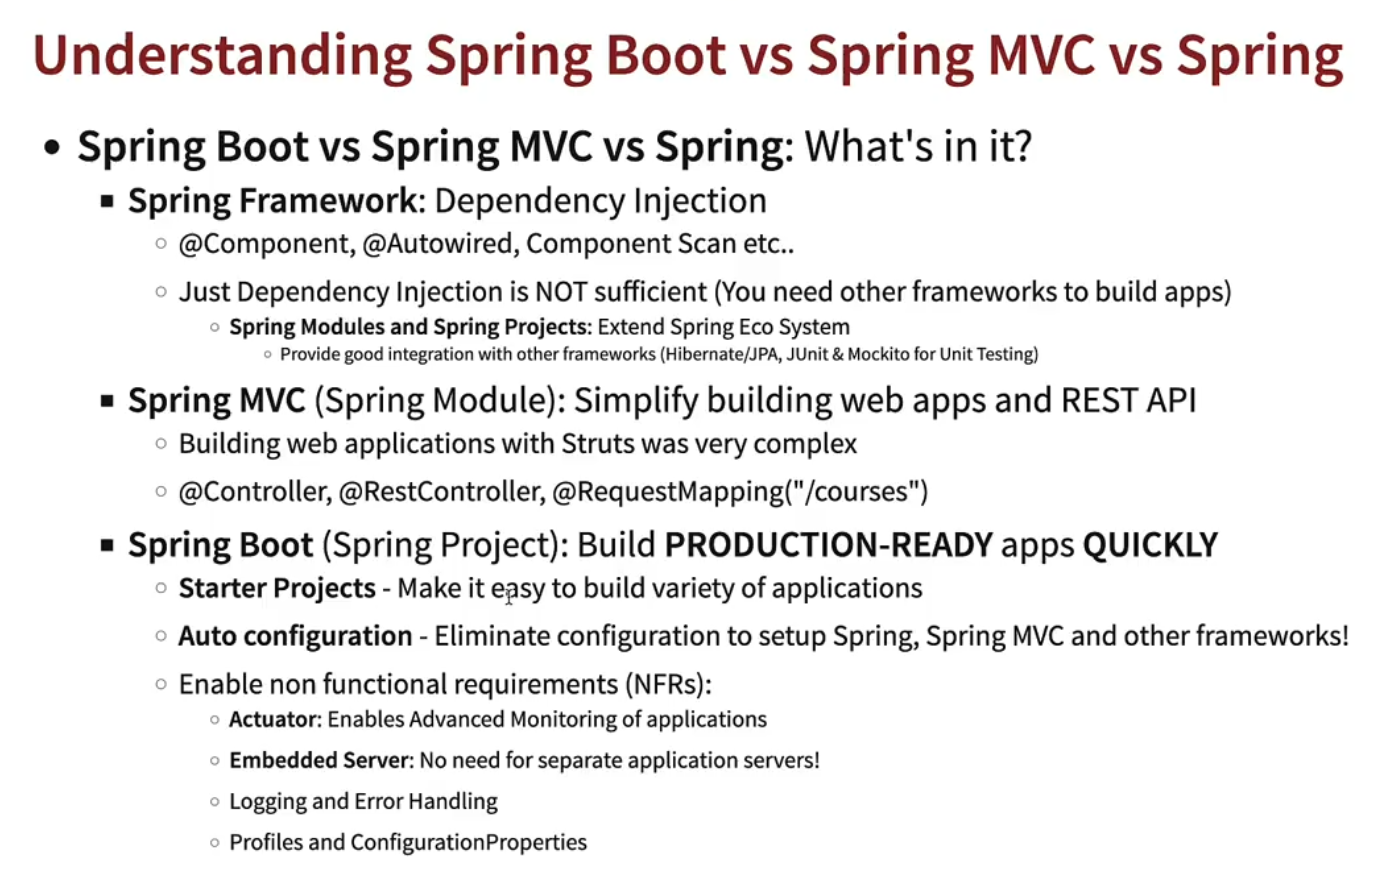 Understanding Spring Boot vs Spring MVC vs Spring
Spring Boot vs Spring MVC vs Spring: What's in it?
Spring Framework: Dependency Injection
@Component, @Autowired, Component Scan etc..
Just Dependency Injection is NOT sufficient (You need other frameworks to build apps)
Spring Modules and Spring Projects: Extend Spring Eco System
Provide good integration with other frameworks (Hibernate/JPA, JUnit & Mockito for Unit Testing)
Spring MVC (Spring Module): Simplify building web apps and REST API
Building web applications with Struts was very complex
@Controller, @RestController, @RequestMapping("/courses")
Spring Boot (Spring Project): Build PRODUCTION-READY apps QUICKLY
Starter Projects - Make it easy to build variety of applications
Auto configuration - Eliminate configuration to setup Spring, Spring MVC and other frameworks!
Enable non functional requirements (NFRs):
Actuator: Enables Advanced Monitoring of applications
Embedded Server: No need for separate application servers!
Logging and Error Handling
Profiles and ConfigurationProperties